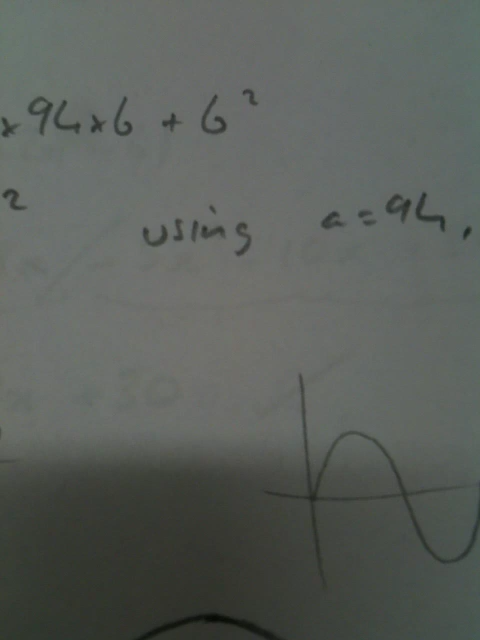 ×94×6 + 6²
2
using a=94,